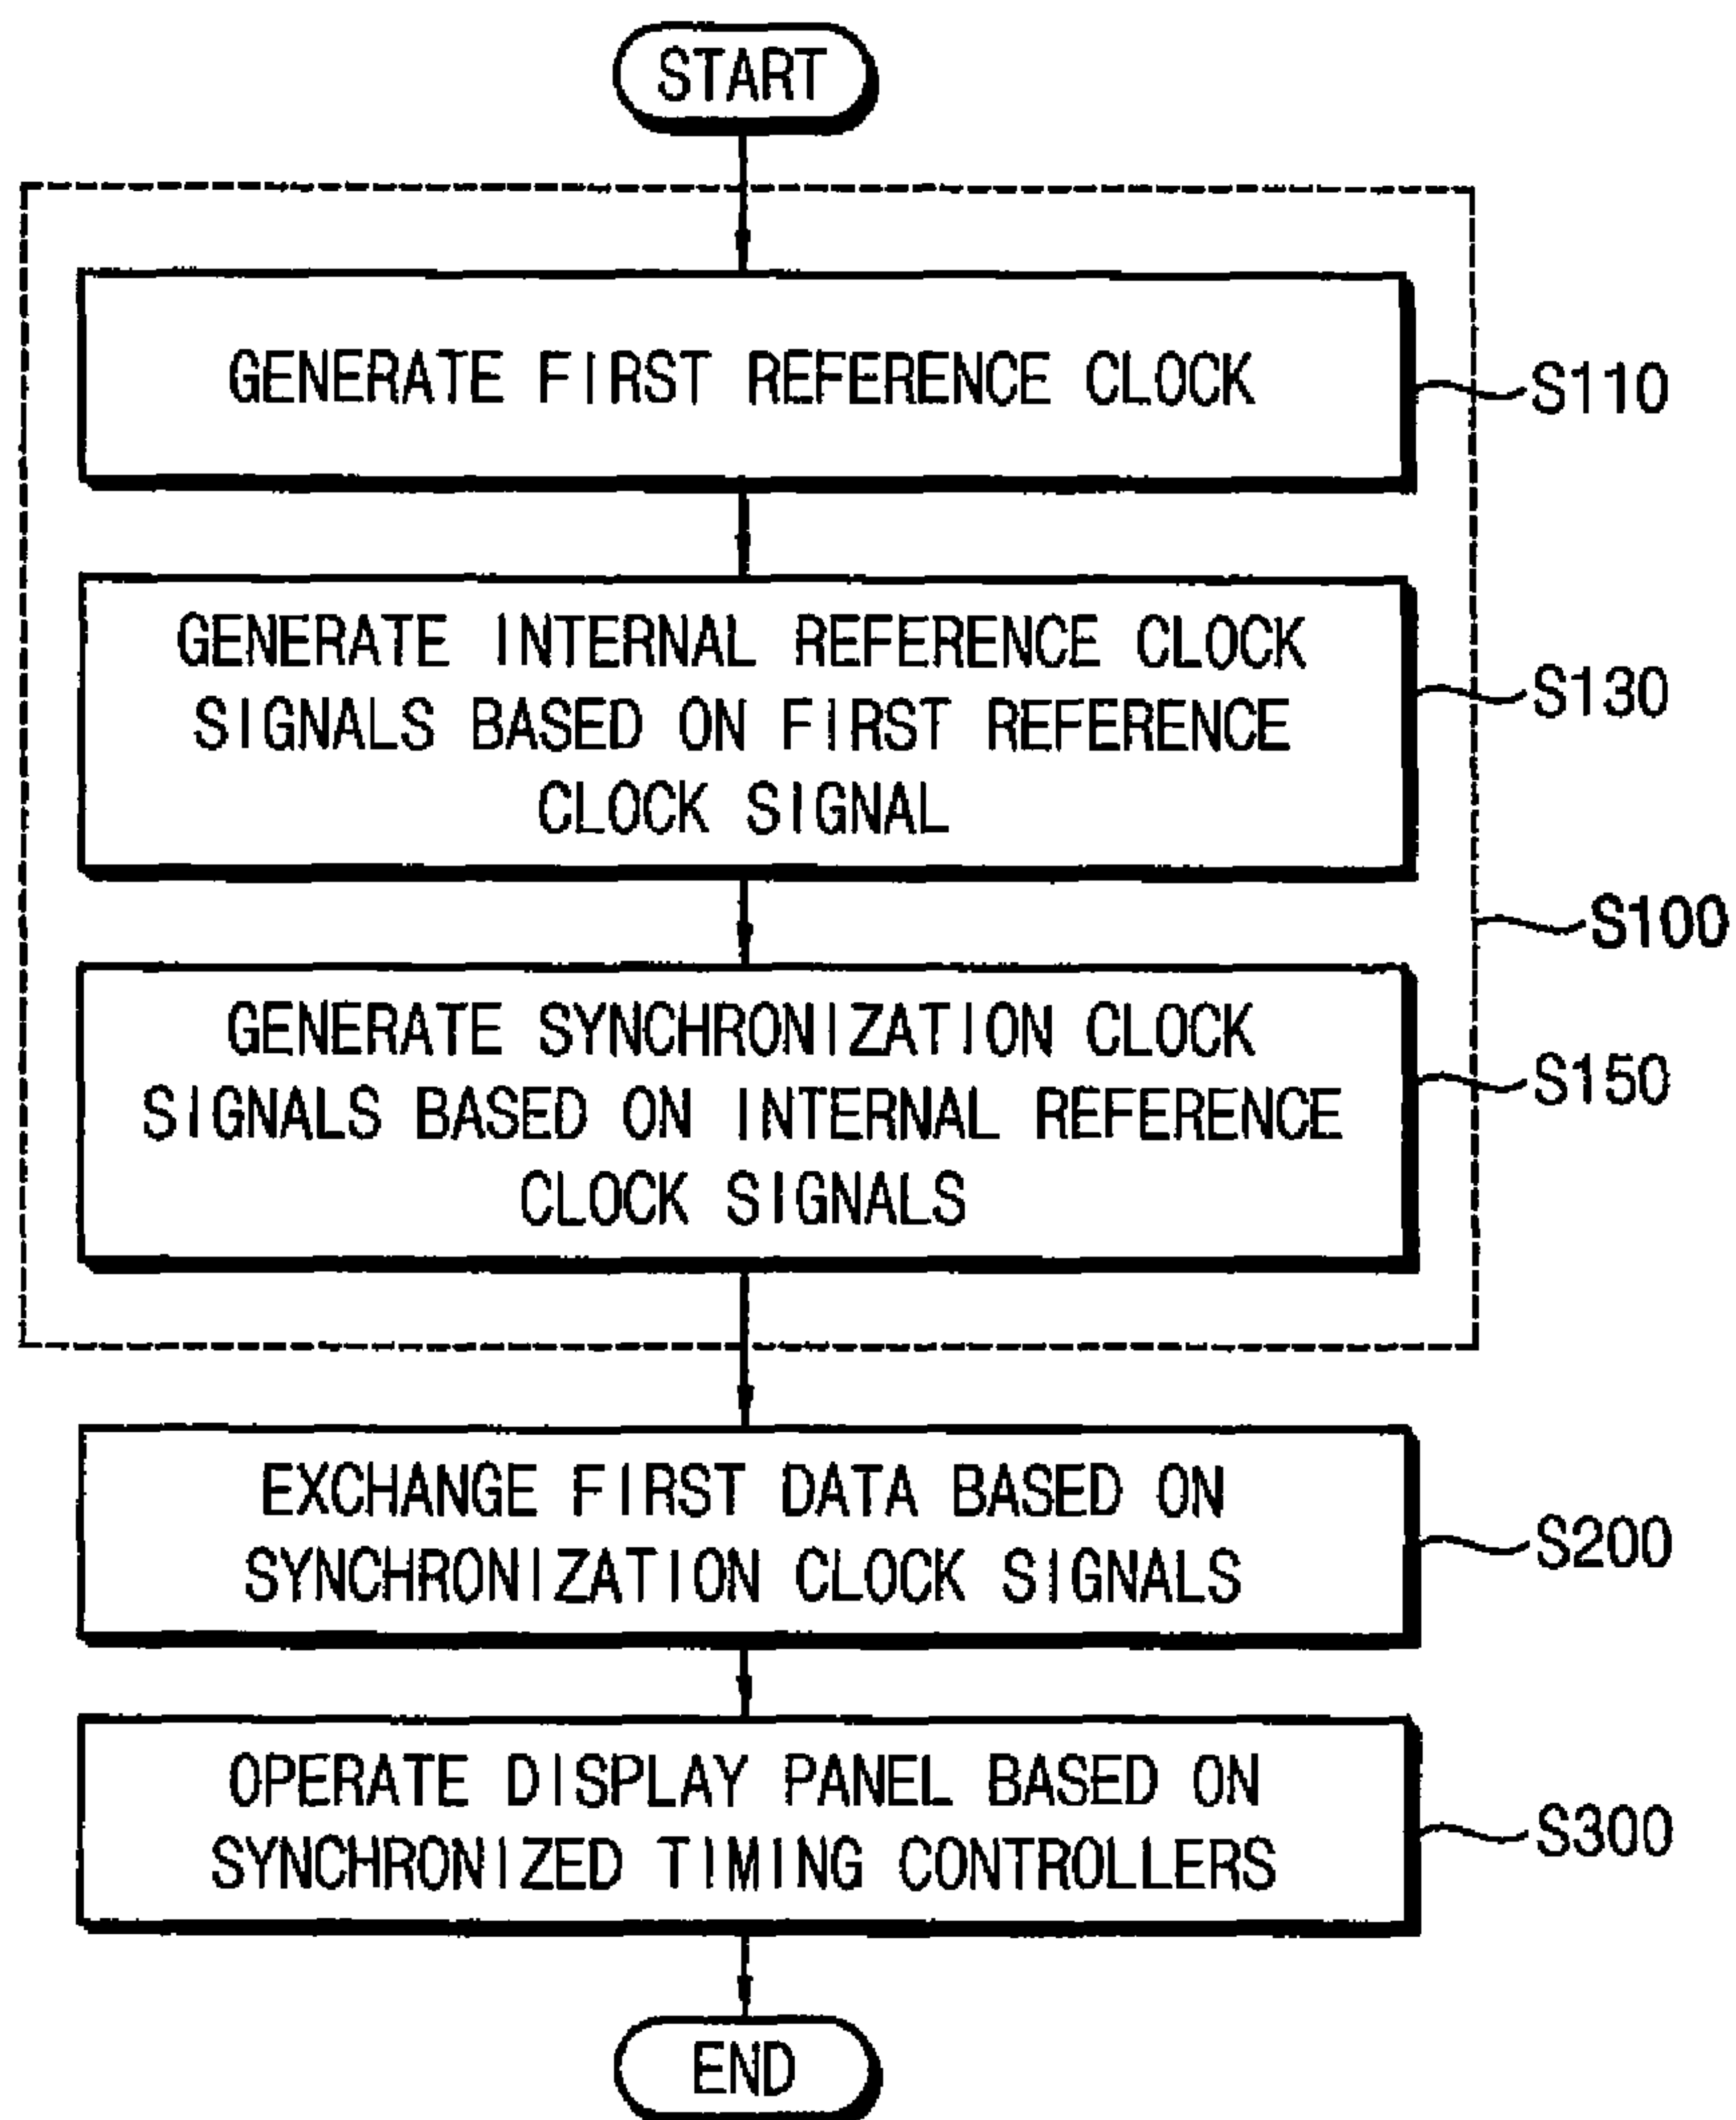 START
GENERATE FIRST REFERENCE CLOCK
S110
GENERATE INTERNAL REFERENCE CLOCK
SIGNALS BASED ON FIRST REFERENCE
CLOCK SIGNAL
S130
S100
GENERATE SYNCHRONIZATION CLOCK
SIGNALS BASED ON INTERNAL REFERENCE
CLOCK SIGNALS
S150
EXCHANGE FIRST DATA BASED ON
SYNCHRONIZATION CLOCK SIGNALS
S200
OPERATE DISPLAY PANEL BASED ON
SYNCHRONIZED TIMING CONTROLLERS
S300
END